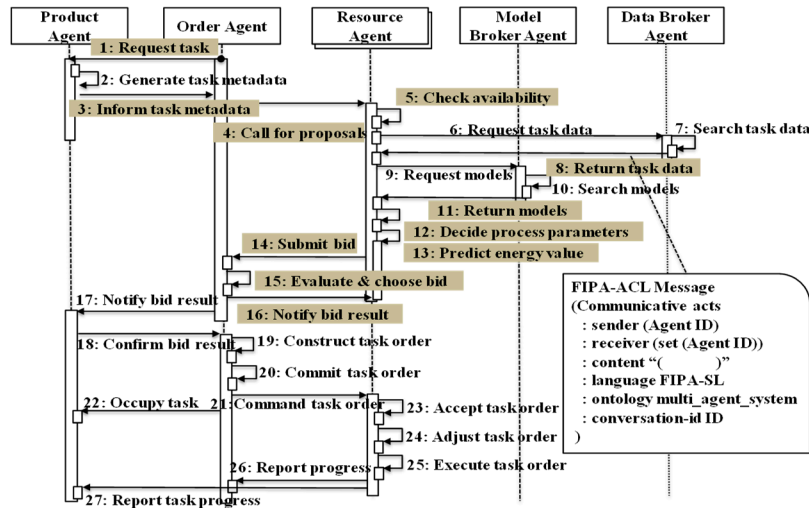 Product
Agent
Order Agent
Resource
Agent
Model
Broker Agent
Data Broker
Agent
1: Request task
2: Generate task metadata
3: Inform task metadata
4: Call for proposals
5: Check availability
6: Request task data
7: Search task data
8: Return task data
9: Request models
10: Search models
11: Return models
12: Decide process parameters
13: Predict energy value
14: Submit bid
15: Evaluate & choose bid
16: Notify bid result
17: Notify bid result
18: Confirm bid result
19: Construct task order
20: Commit task order
21:Command task order
22: Occupy task
23: Accept task order
24: Adjust task order
25: Execute task order
26: Report progress
27: Report task progress
FIPA-ACL Message
(Communicative acts
: sender (Agent ID)
: receiver (set (Agent ID))
: content “( )”
: language FIPA-SL
: ontology multi_agent_system
: conversation-id ID
)